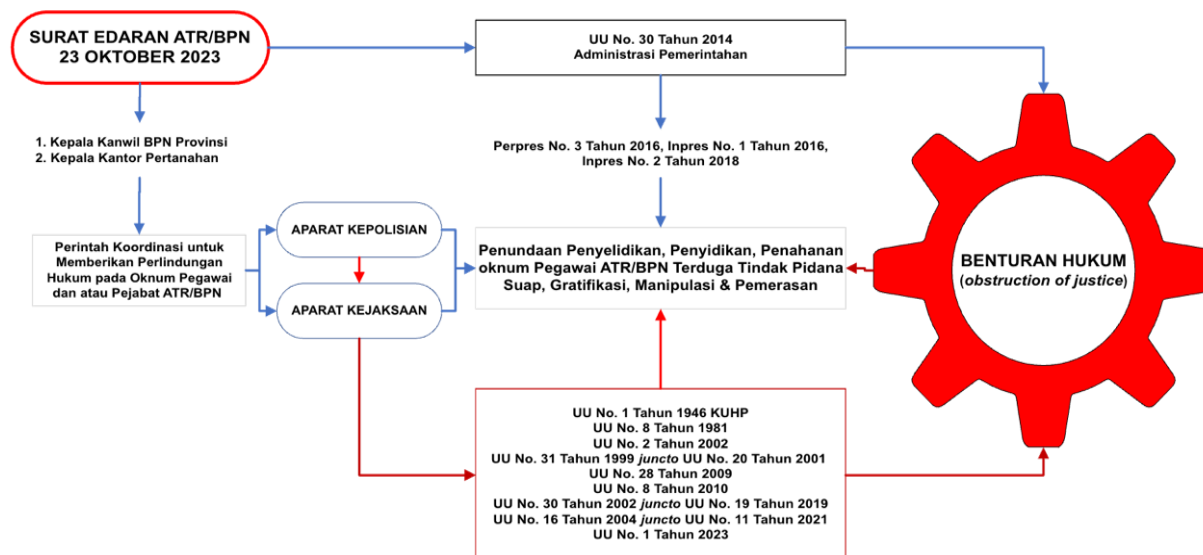 SURAT EDARAN ATR/BPN
23 OKTOBER 2023
UU No. 30 Tahun 2014
Administrasi Pemerintahan
1. Kepala Kanwil BPN Provinsi
2. Kepala Kantor Pertanahan
Perpres No. 3 Tahun 2016, Inpres No. 1 Tahun 2016,
Inpres No. 2 Tahun 2018
Perintah Koordinasi untuk
Memberikan Perlindungan
Hukum pada Oknum Pegawai
dan atau Pejabat ATR/BPN
APARAT KEPOLISIAN
APARAT KEJAKSAAN
Penundaan Penyelidikan, Penyidikan, Penahanan
oknum Pegawai ATR/BPN Terduga Tindak Pidana
Suap, Gratifikasi, Manipulasi & Pemerasan
BENTURAN HUKUM
(obstruction of justice)
UU No. 1 Tahun 1946 KUHP
UU No. 8 Tahun 1981
UU No. 2 Tahun 2002
UU No. 31 Tahun 1999 juncto UU No. 20 Tahun 2001
UU No. 28 Tahun 2009
UU No. 8 Tahun 2010
UU No. 30 Tahun 2002 juncto UU No. 19 Tahun 2019
UU No. 16 Tahun 2004 juncto UU No. 11 Tahun 2021
UU No. 1 Tahun 2023